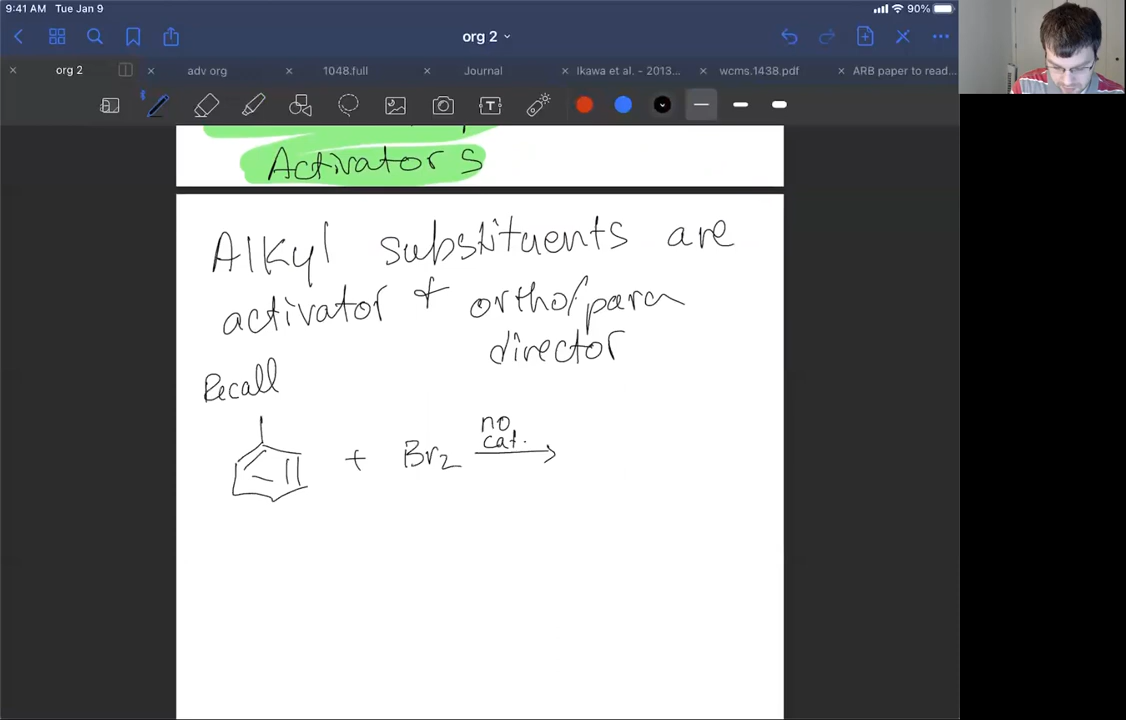 9:41 AM Tue Jan 9
90%
org 2
org 2
adv org
1048.full
Journal
Ikawa et al. - 2013...
wcms.1438.pdf
ARB paper to read...
Activators
Alkyl substituents are
activator + ortho/para
director
Recall
+ Br2 no cat.